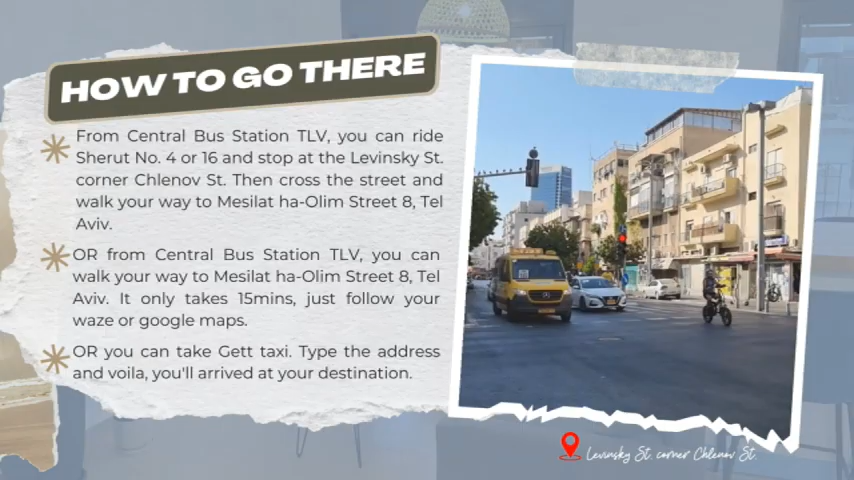 HOW TO GO THERE
From Central Bus Station TLV, you can ride
Sherut No. 4 or 16 and stop at the Levinsky St.
corner Chlenov St. Then cross the street and
walk your way to Mesilat ha-Olim Street 8, Tel
Aviv.
OR from Central Bus Station TLV, you can
walk your way to Mesilat ha-Olim Street 8, Tel
Aviv. It only takes 15mins, just follow your
waze or google maps.
OR you can take Gett taxi. Type the address
and voila, you'll arrived at your destination.
Levinsky St. corner Chlenov St.